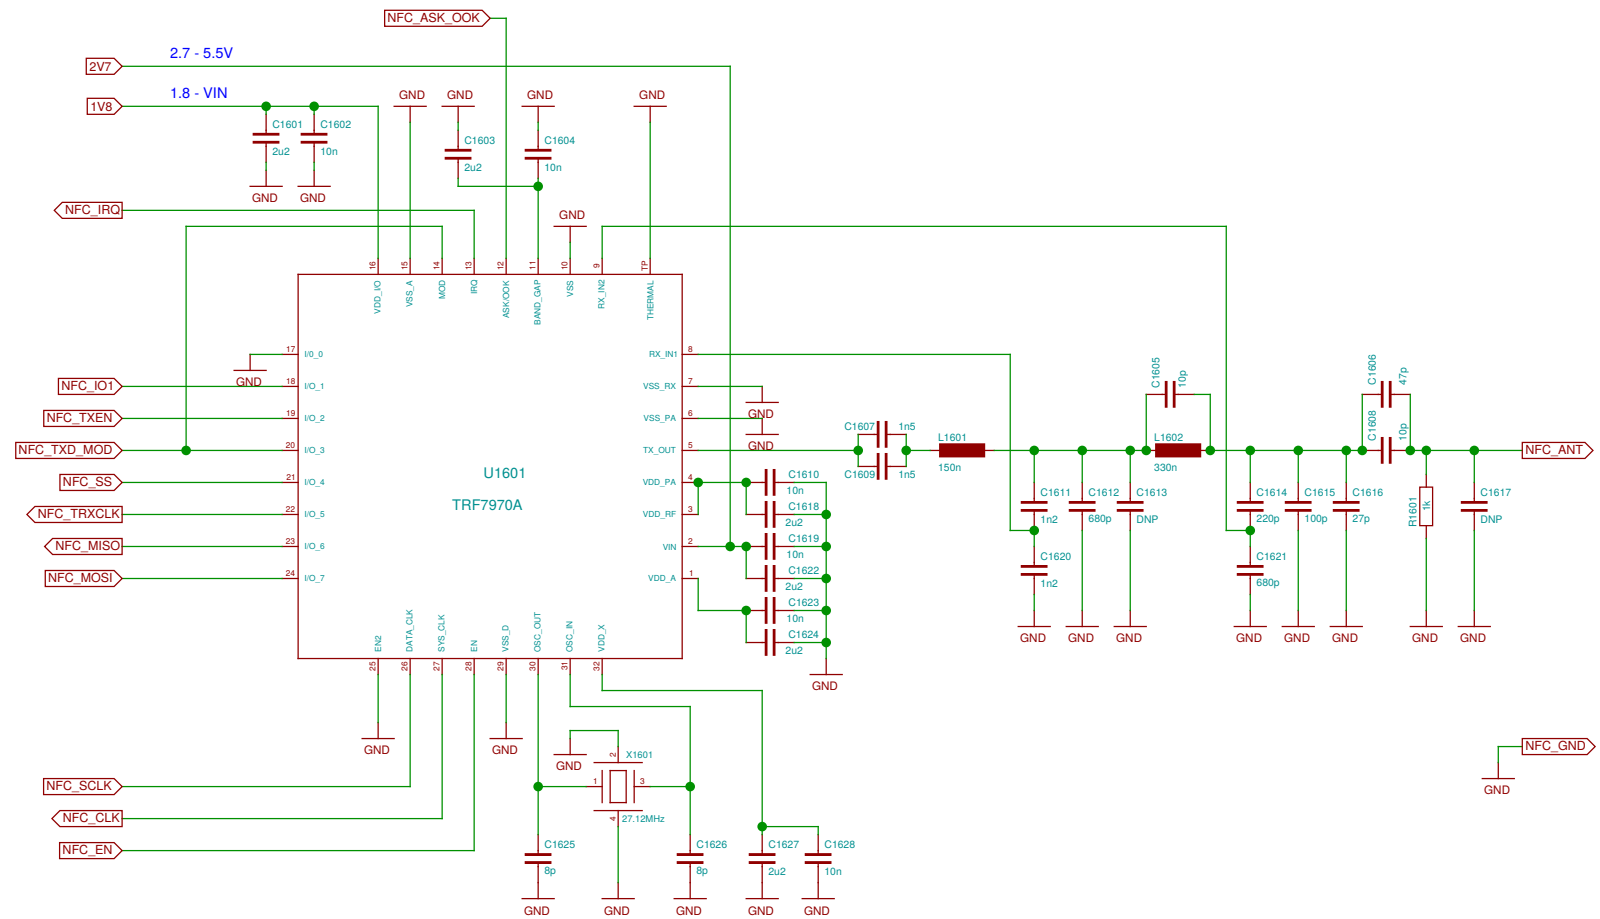 NFC_ASK_OOK
2.7 - 5.5V
2V7
1.8 - VIN
1V8
GND
GND
GND
GND
C1601
2u2
C1602
10n
C1603
2u2
C1604
10n
GND
GND
GND
NFC_IRQ
16
15
14
13
12
11
10
9
TP
VDD_I/O
VSS_A
MOD
IRQ
ASK/OOK
BAND_GAP
VSS
RX_IN2
THERMAL
17
I/0_0
GND
NFC_IO1
18
I/O_1
NFC_TXEN
19
I/O_2
NFC_TXD_MOD
20
I/O_3
NFC_SS
21
I/O_4
NFC_TRXCLK
22
I/O_5
NFC_MISO
23
I/O_6
NFC_MOSI
24
I/O_7
U1601
TRF7970A
RX_IN1
8
VSS_RX
7
GND
VSS_PA
6
GND
TX_OUT
5
VDD_PA
4
VDD_RF
3
VIN
2
VDD_A
1
C1607
1n5
C1609
1n5
L1601
150n
C1605
10p
L1602
330n
C1606
47p
C1608
10p
NFC_ANT
C1610
10n
C1618
2u2
C1619
10n
C1622
2u2
C1623
10n
C1624
2u2
GND
C1611
1n2
C1612
680p
C1613
DNP
C1614
220p
C1615
100p
C1616
27p
R1601
1k
C1617
DNP
C1620
1n2
C1621
680p
GND
GND
GND
GND
GND
GND
GND
GND
EN2
DATA_CLK
SYS_CLK
EN
VSS_D
OSC_OUT
OSC_IN
VDD_X
25
26
27
28
29
30
31
32
GND
GND
GND
X1601
2
1
3
4
27.12MHz
NFC_GND
GND
NFC_SCLK
NFC_CLK
NFC_EN
C1625
8p
C1626
8p
C1627
2u2
C1628
10n
GND
GND
GND
GND
GND